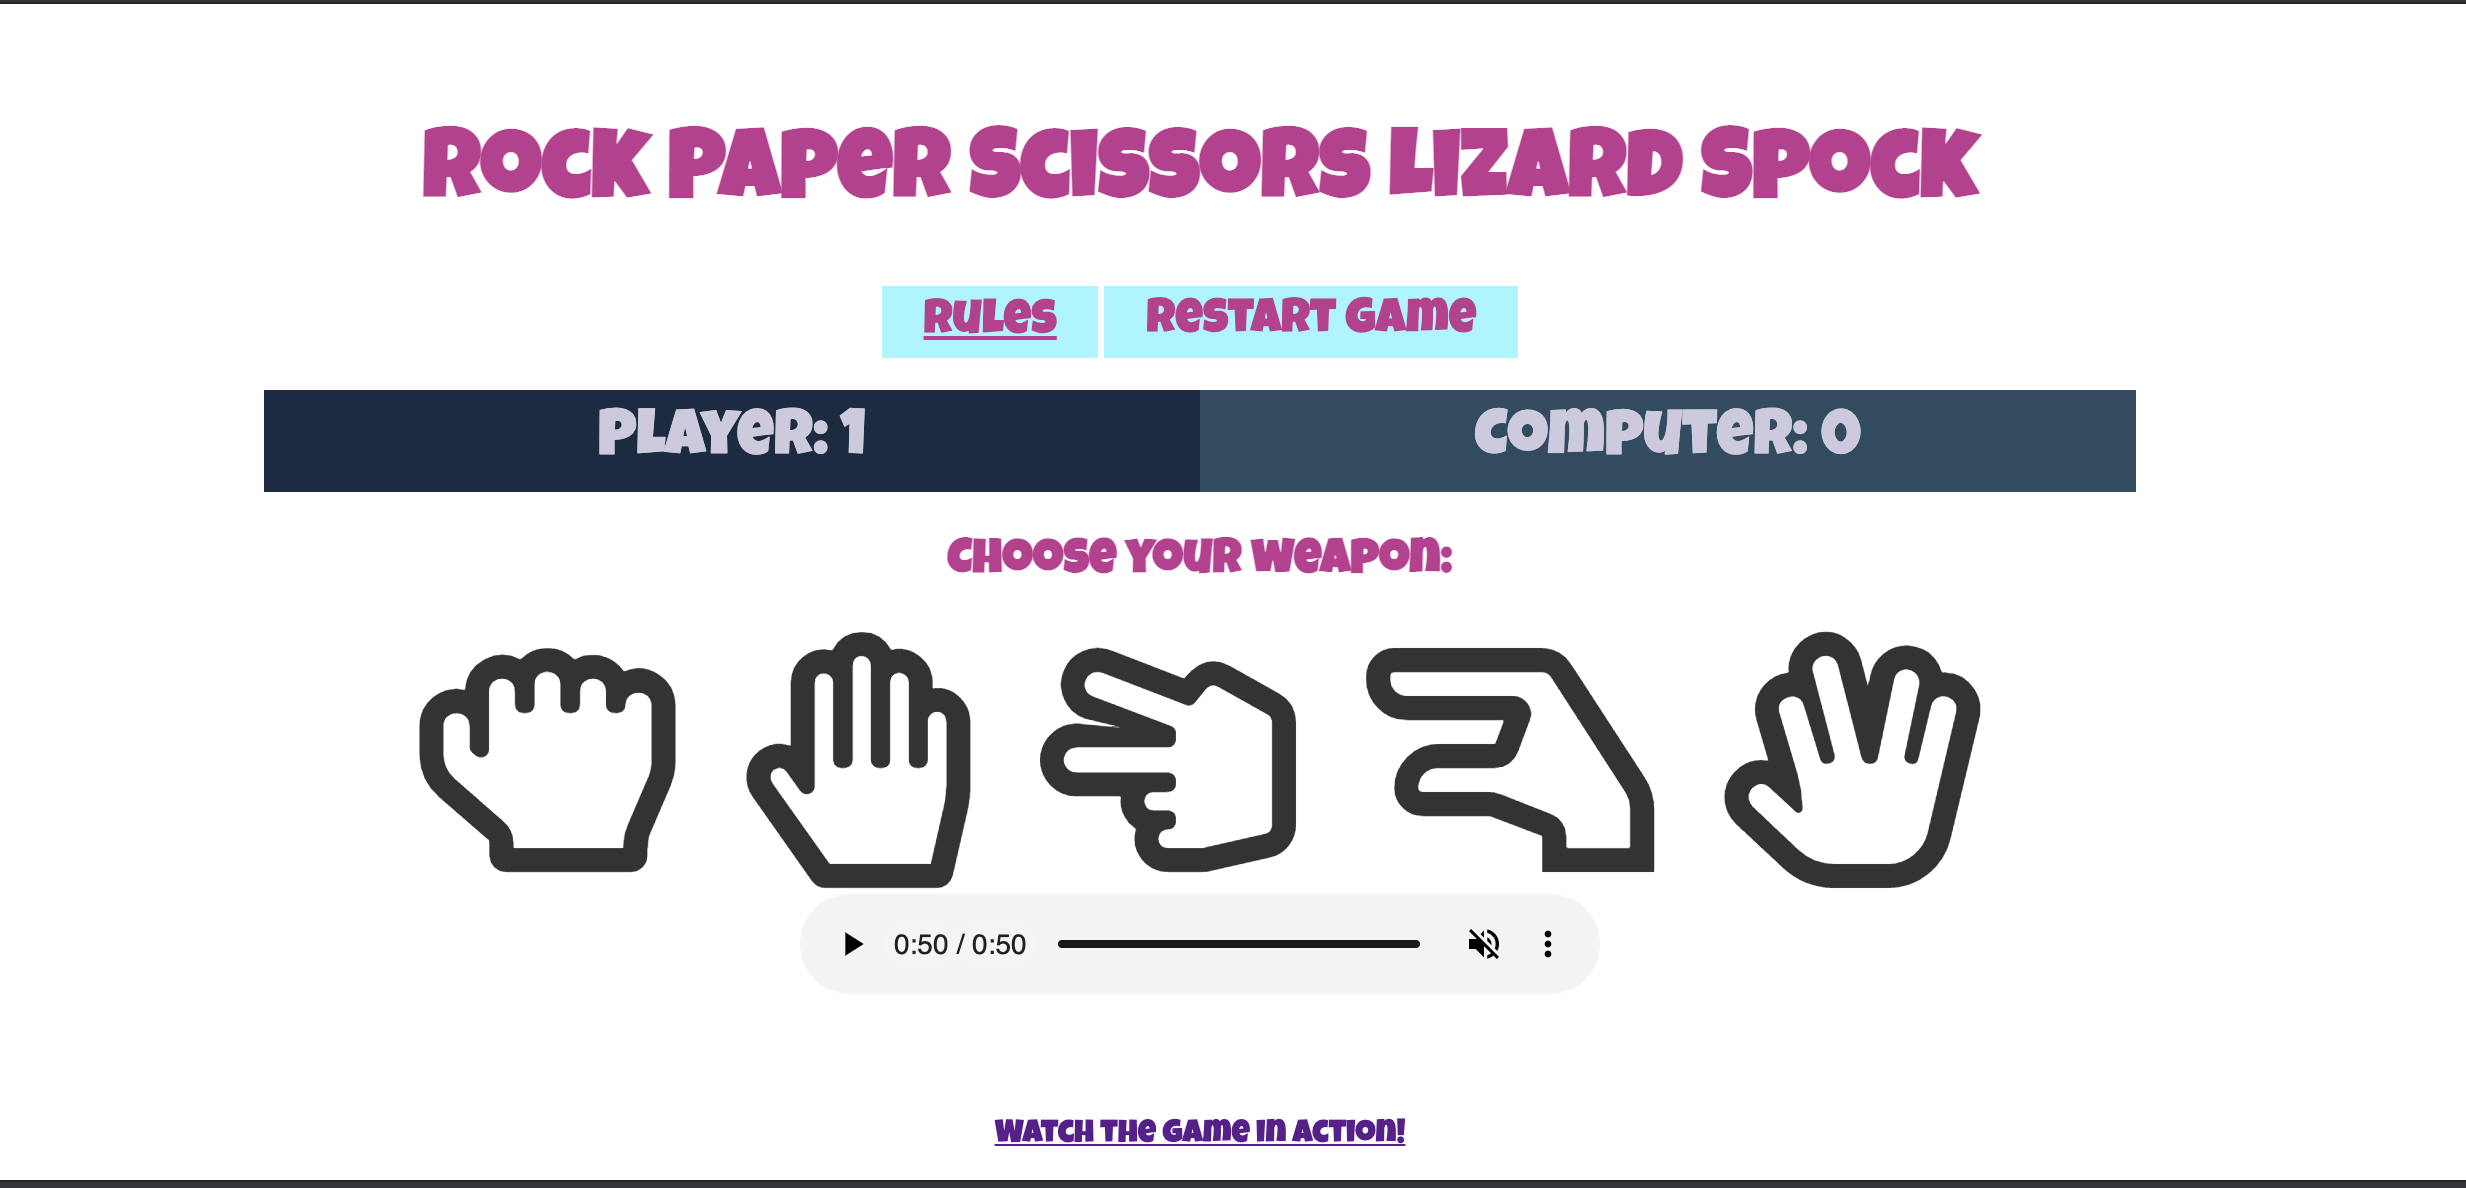 ROCK PAPER SCISSORS LIZARD SPOCK
RULES RESTART GAME
PLAYER: 1 COMPUTER: 0
CHOOSE YOUR WEAPON:
0:50 / 0:50
WATCH THE GAME IN ACTION!